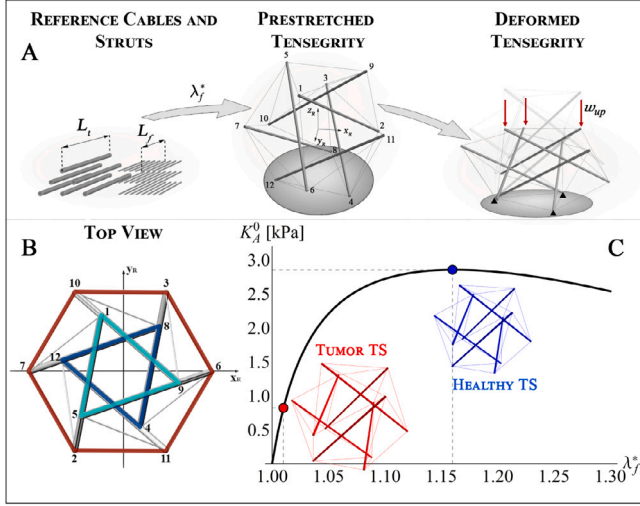 REFERENCE CABLES AND
STRUTS
PRESTRETCHED
TENSEGRITY
DEFORMED
TENSEGRITY
A
λ*f
Lt
Lf
5
9
3
1
zR
10
xR
2
7
yR
11
8
12
6
4
wup
B
TOP VIEW
yR
10
3
1
8
12
7
6
xR
9
5
4
2
11
C
K0A [kPa]
3.0
2.5
2.0
1.5
1.0
0.5
TUMOR TS
HEALTHY TS
1.00 1.05 1.10 1.15 1.20 1.25 1.30
λ*f